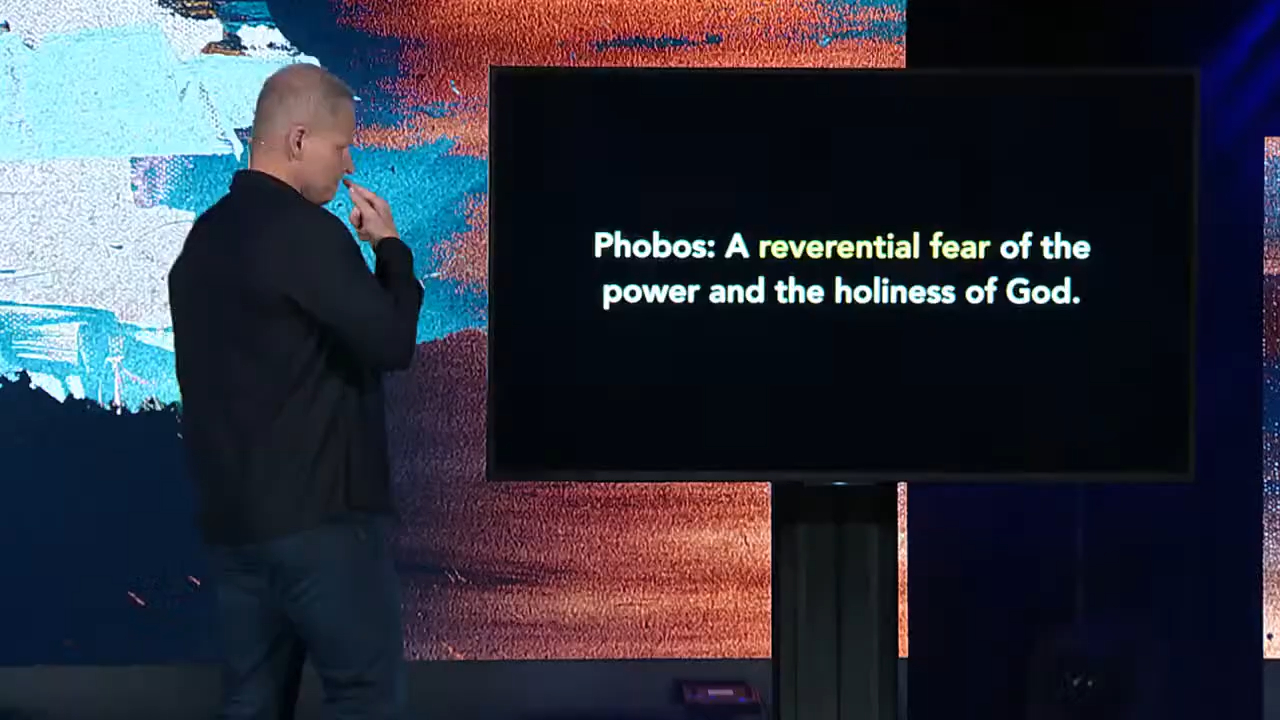 Phobos: A reverential fear of the
power and the holiness of God.